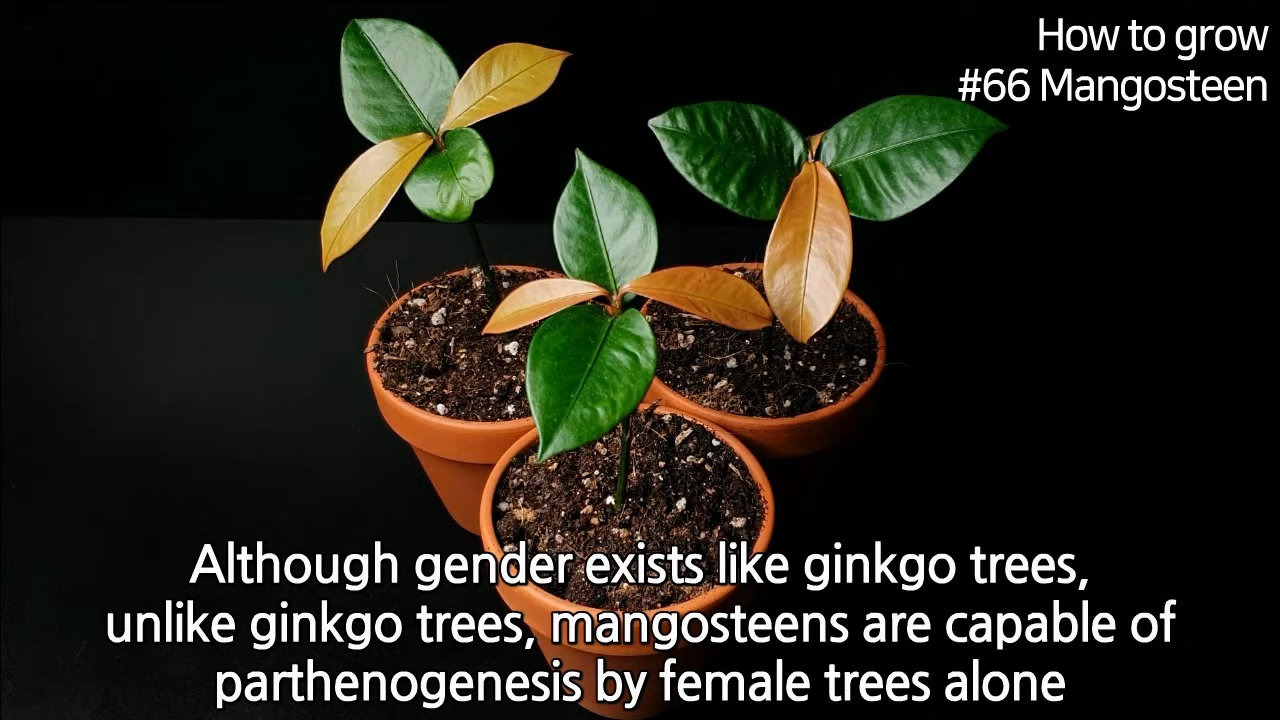 How to grow
#66 Mangosteen
Although gender exists like ginkgo trees,
unlike ginkgo trees, mangosteens are capable of
parthenogenesis by female trees alone